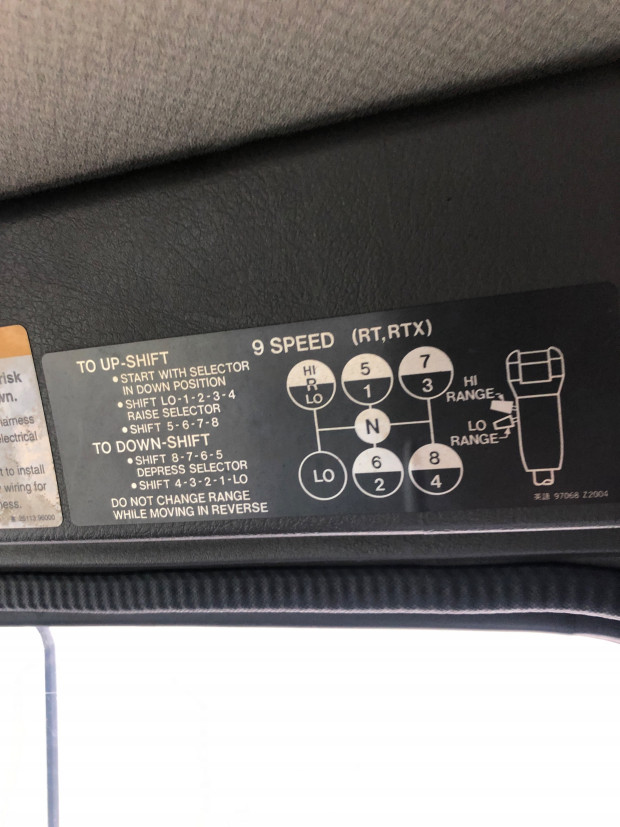 9 SPEED (RT, RTX)
TO UP-SHIFT
• START WITH SELECTOR
IN DOWN POSITION
• SHIFT LO-1-2-3-4
RAISE SELECTOR
• SHIFT 5-6-7-8
TO DOWN-SHIFT
• SHIFT 8-7-6-5
DEPRESS SELECTOR
• SHIFT 4-3-2-1-LO
DO NOT CHANGE RANGE
WHILE MOVING IN REVERSE
HI
R
LO
5
1
7
3
N
LO
6
2
8
4
HI
RANGE
LO
RANGE
英語 97068 Z2004
risk
wn.
harness
electrical
t to install
wiring for
ess.